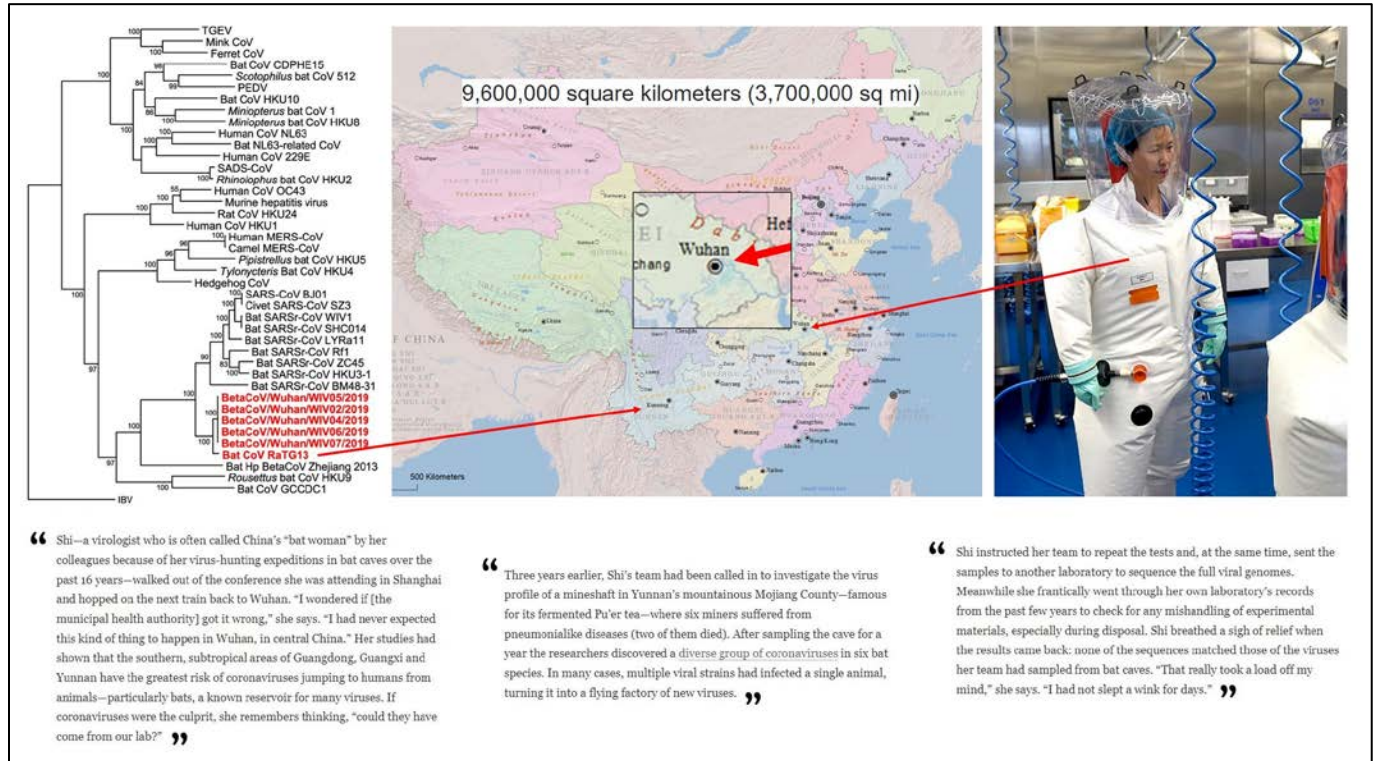 TGEV
Mink CoV
Ferret CoV
Bat CoV CDPHE15
Scotophilus bat CoV 512
PEDV
Bat CoV HKU10
Miniopterus bat CoV 1
Miniopterus bat CoV HKU8
Human CoV NL63
Bat NL63-related CoV
Human CoV 229E
SADS-CoV
Rhinolophus bat CoV HKU2
Human CoV OC43
Murine hepatitis virus
Rat CoV HKU24
Human CoV HKU1
Human MERS-CoV
Camel MERS-CoV
Pipistrellus bat CoV HKU5
Tylonycteris Bat CoV HKU4
Hedgehog CoV
SARS-CoV BJ01
Civet SARS-CoV SZ3
Bat SARSr-CoV WIV1
Bat SARSr-CoV SHC014
Bat SARSr-CoV LYRa11
Bat SARSr-CoV Rf1
Bat SARSr-CoV ZC45
Bat SARSr-CoV HKU3-1
Bat SARSr-CoV BM48-31
BetaCoV/Wuhan/WIV05/2019
BetaCoV/Wuhan/WIV02/2019
BetaCoV/Wuhan/WIV04/2019
BetaCoV/Wuhan/WIV06/2019
BetaCoV/Wuhan/WIV07/2019
Bat CoV RaTG13
Bat Hp BetaCoV Zhejiang 2013
Rousettus bat CoV HKU9
Bat CoV GCCDC1
IBV
9,600,000 square kilometers (3,700,000 sq mi)
Dab
Hef
EI
Wuhan
chang
F CHINA
500 Kilometers
“ Shi—a virologist who is often called China’s “bat woman” by her
colleagues because of her virus-hunting expeditions in bat caves over the
past 16 years—walked out of the conference she was attending in Shanghai
and hopped on the next train back to Wuhan. “I wondered if [the
municipal health authority] got it wrong,” she says. “I had never expected
this kind of thing to happen in Wuhan, in central China.” Her studies had
shown that the southern, subtropical areas of Guangdong, Guangxi and
Yunnan have the greatest risk of coronaviruses jumping to humans from
animals—particularly bats, a known reservoir for many viruses. If
coronaviruses were the culprit, she remembers thinking, “could they have
come from our lab?” ”
“ Three years earlier, Shi’s team had been called in to investigate the virus
profile of a mineshaft in Yunnan’s mountainous Mojiang County—famous
for its fermented Pu’er tea—where six miners suffered from
pneumonialike diseases (two of them died). After sampling the cave for a
year the researchers discovered a diverse group of coronaviruses in six bat
species. In many cases, multiple viral strains had infected a single animal,
turning it into a flying factory of new viruses. ”
“ Shi instructed her team to repeat the tests and, at the same time, sent the
samples to another laboratory to sequence the full viral genomes.
Meanwhile she frantically went through her own laboratory’s records
from the past few years to check for any mishandling of experimental
materials, especially during disposal. Shi breathed a sigh of relief when
the results came back: none of the sequences matched those of the viruses
her team had sampled from bat caves. “That really took a load off my
mind,” she says. “I had not slept a wink for days.” ”